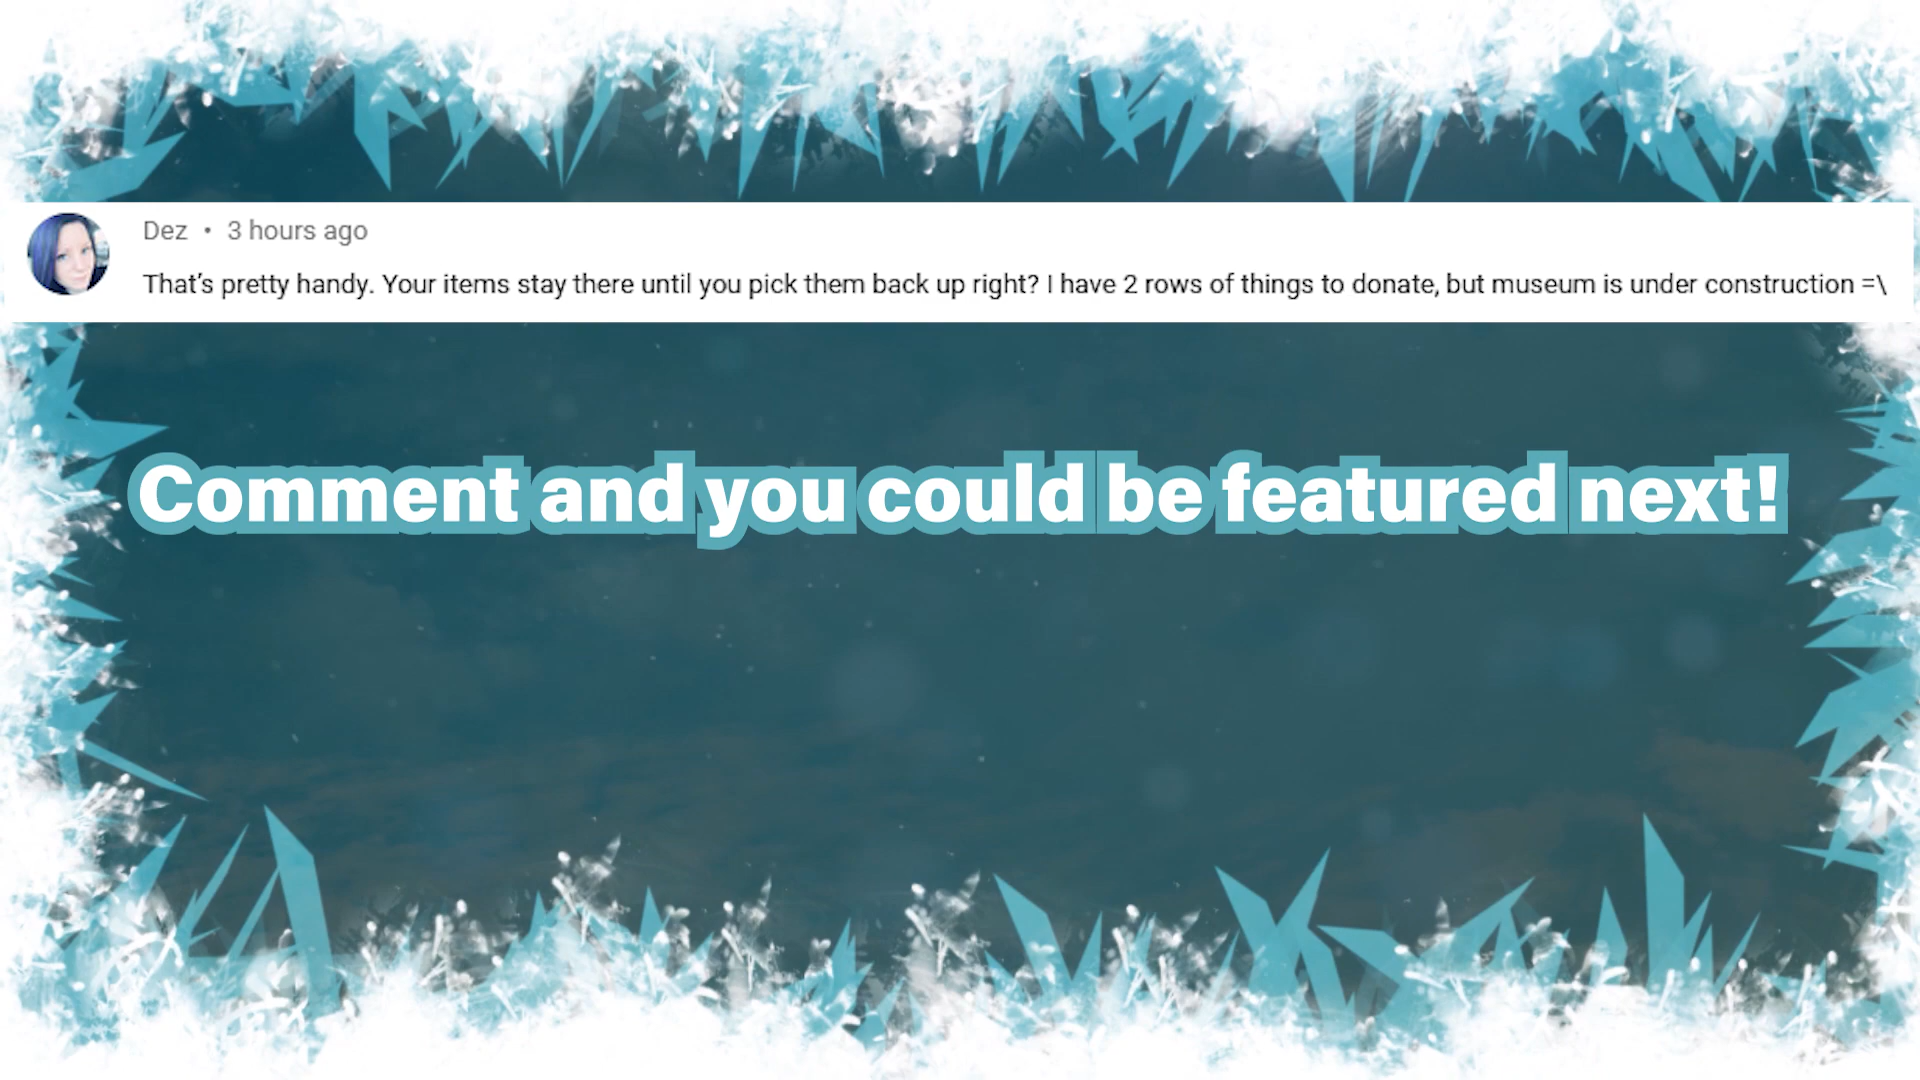 Dez • 3 hours ago
That's pretty handy. Your items stay there until you pick them back up right? I have 2 rows of things to donate, but museum is under construction =\
Comment and you could be featured next!